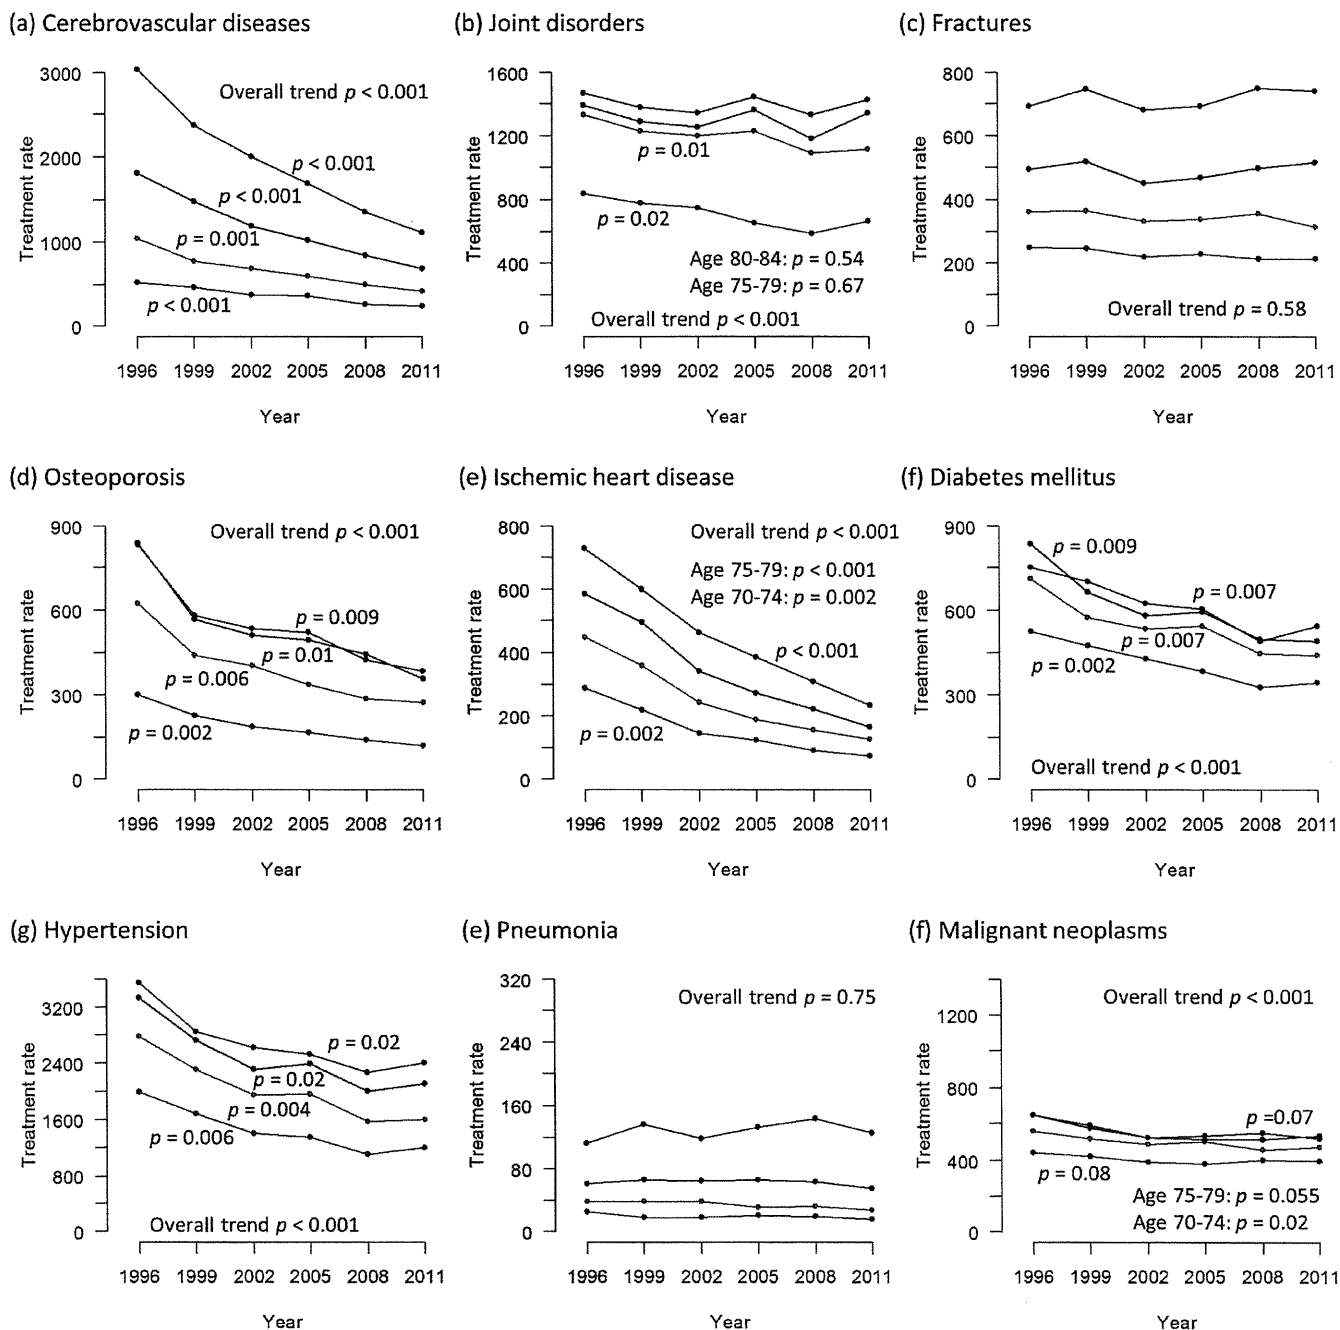 (a) Cerebrovascular diseases
Treatment rate
3000
2000
1000
0
Overall trend p < 0.001
p < 0.001
p < 0.001
p = 0.001
p < 0.001
1996 1999 2002 2005 2008 2011
Year
(b) Joint disorders
Treatment rate
1600
1200
800
400
0
p = 0.01
p = 0.02
Age 80-84: p = 0.54
Age 75-79: p = 0.67
Overall trend p < 0.001
1996 1999 2002 2005 2008 2011
Year
(c) Fractures
Treatment rate
800
600
400
200
0
Overall trend p = 0.58
1996 1999 2002 2005 2008 2011
Year
(d) Osteoporosis
Treatment rate
900
600
300
0
Overall trend p < 0.001
p = 0.009
p = 0.01
p = 0.006
p = 0.002
1996 1999 2002 2005 2008 2011
Year
(e) Ischemic heart disease
Treatment rate
800
600
400
200
0
Overall trend p < 0.001
Age 75-79: p < 0.001
Age 70-74: p = 0.002
p < 0.001
p = 0.002
1996 1999 2002 2005 2008 2011
Year
(f) Diabetes mellitus
Treatment rate
900
600
300
0
p = 0.009
p = 0.007
p = 0.007
p = 0.002
Overall trend p < 0.001
1996 1999 2002 2005 2008 2011
Year
(g) Hypertension
Treatment rate
3200
2400
1600
800
0
p = 0.02
p = 0.02
p = 0.004
p = 0.006
Overall trend p < 0.001
1996 1999 2002 2005 2008 2011
Year
(e) Pneumonia
Treatment rate
320
240
160
80
0
Overall trend p = 0.75
1996 1999 2002 2005 2008 2011
Year
(f) Malignant neoplasms
Treatment rate
1200
800
400
0
Overall trend p < 0.001
p =0.07
p = 0.08
Age 75-79: p = 0.055
Age 70-74: p = 0.02
1996 1999 2002 2005 2008 2011
Year